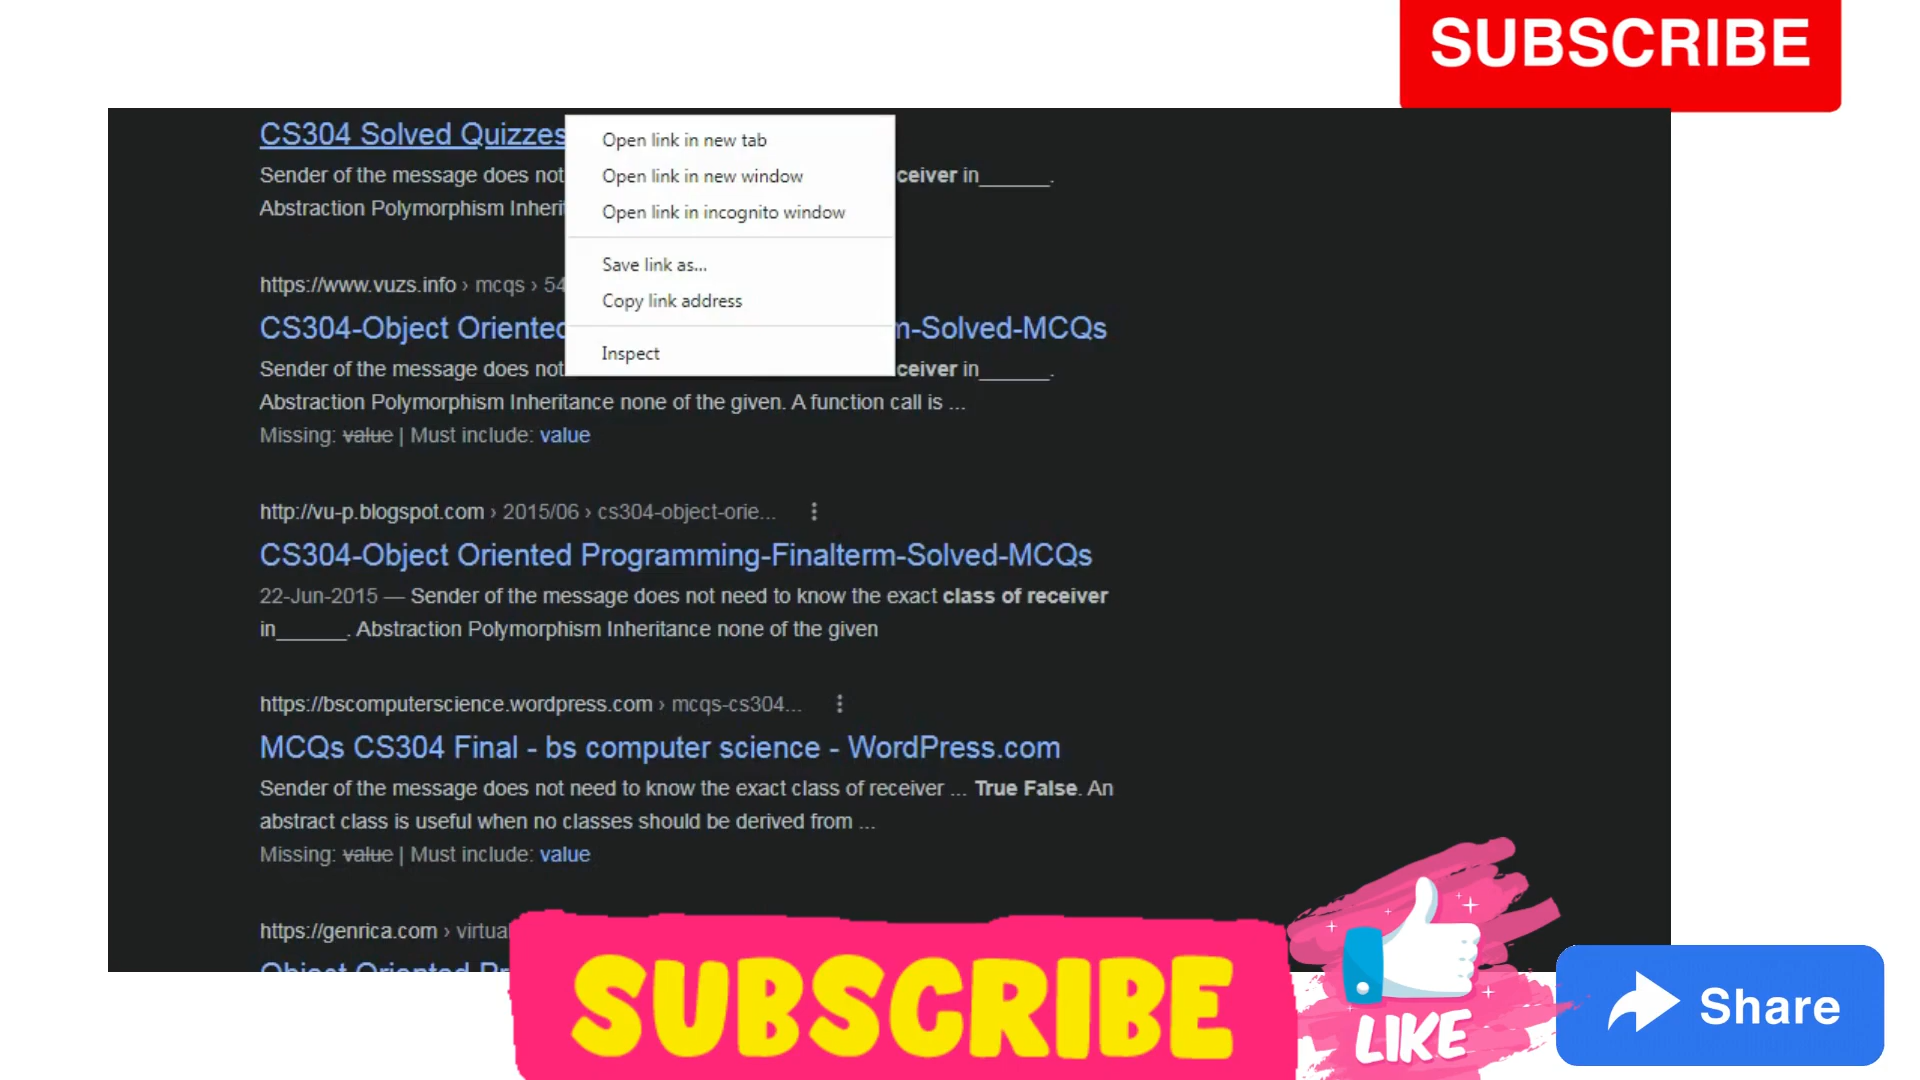 SUBSCRIBE
CS304 Solved Quizzes
Open link in new tab
Sender of the message does not
Open link in new window
ceiver in______.
Abstraction Polymorphism Inherit
Open link in incognito window
Save link as...
https://www.vuzs.info › mcqs › 54
Copy link address
CS304-Object Oriented
m-Solved-MCQs
Inspect
Sender of the message does not
ceiver in______.
Abstraction Polymorphism Inheritance none of the given. A function call is ...
Missing: value | Must include: value
http://vu-p.blogspot.com › 2015/06 › cs304-object-orie...
CS304-Object Oriented Programming-Finalterm-Solved-MCQs
22-Jun-2015 — Sender of the message does not need to know the exact class of receiver
in______. Abstraction Polymorphism Inheritance none of the given
https://bscomputerscience.wordpress.com › mcqs-cs304...
MCQs CS304 Final - bs computer science - WordPress.com
Sender of the message does not need to know the exact class of receiver ... True False. An
abstract class is useful when no classes should be derived from ...
Missing: value | Must include: value
https://genrica.com › virtua
Object Oriented Pr
SUBSCRIBE
LIKE
Share